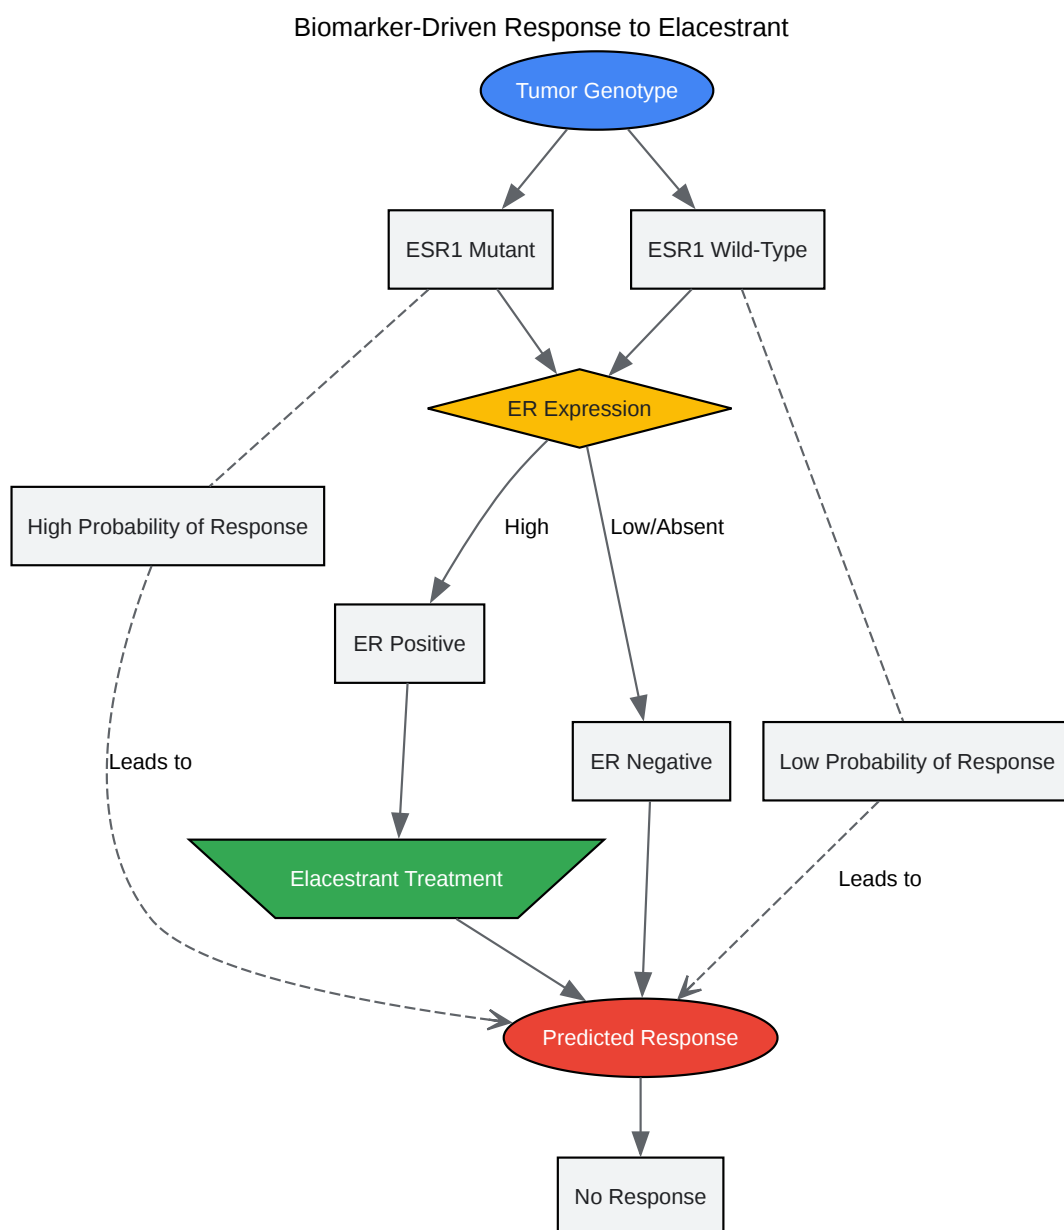 Biomarker-Driven Response to Elacestrant
Tumor Genotype
ESR1 Mutant
ESR1 Wild-Type
ER Expression
High Probability of Response
High
Low/Absent
ER Positive
ER Negative
Low Probability of Response
Leads to
Elacestrant Treatment
Leads to
Predicted Response
No Response